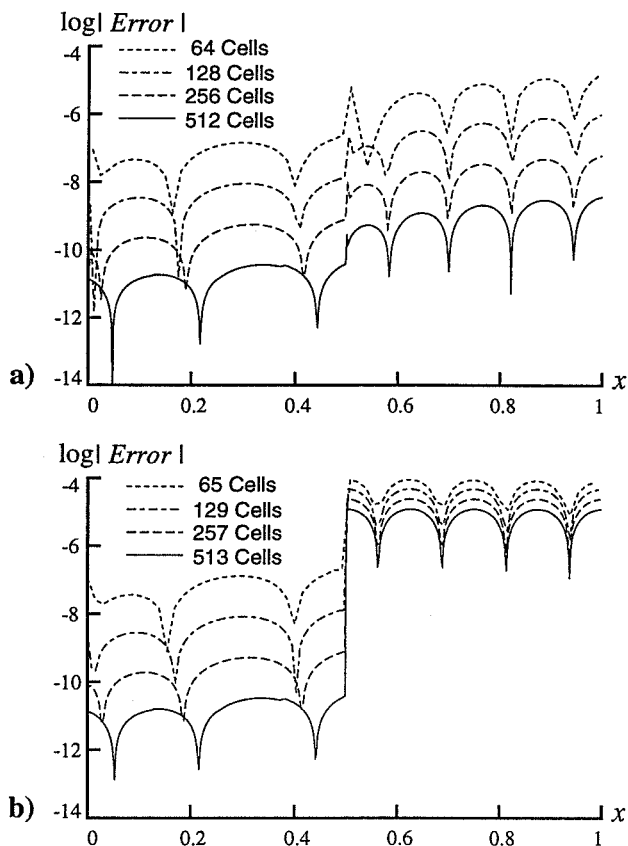 log| Error |
-4
64 Cells
128 Cells
256 Cells
512 Cells
-6
-8
-10
-12
-14
a)
x
0 0.2 0.4 0.6 0.8 1
log| Error |
-4
65 Cells
129 Cells
257 Cells
513 Cells
-6
-8
-10
-12
-14
b)
x
0 0.2 0.4 0.6 0.8 1